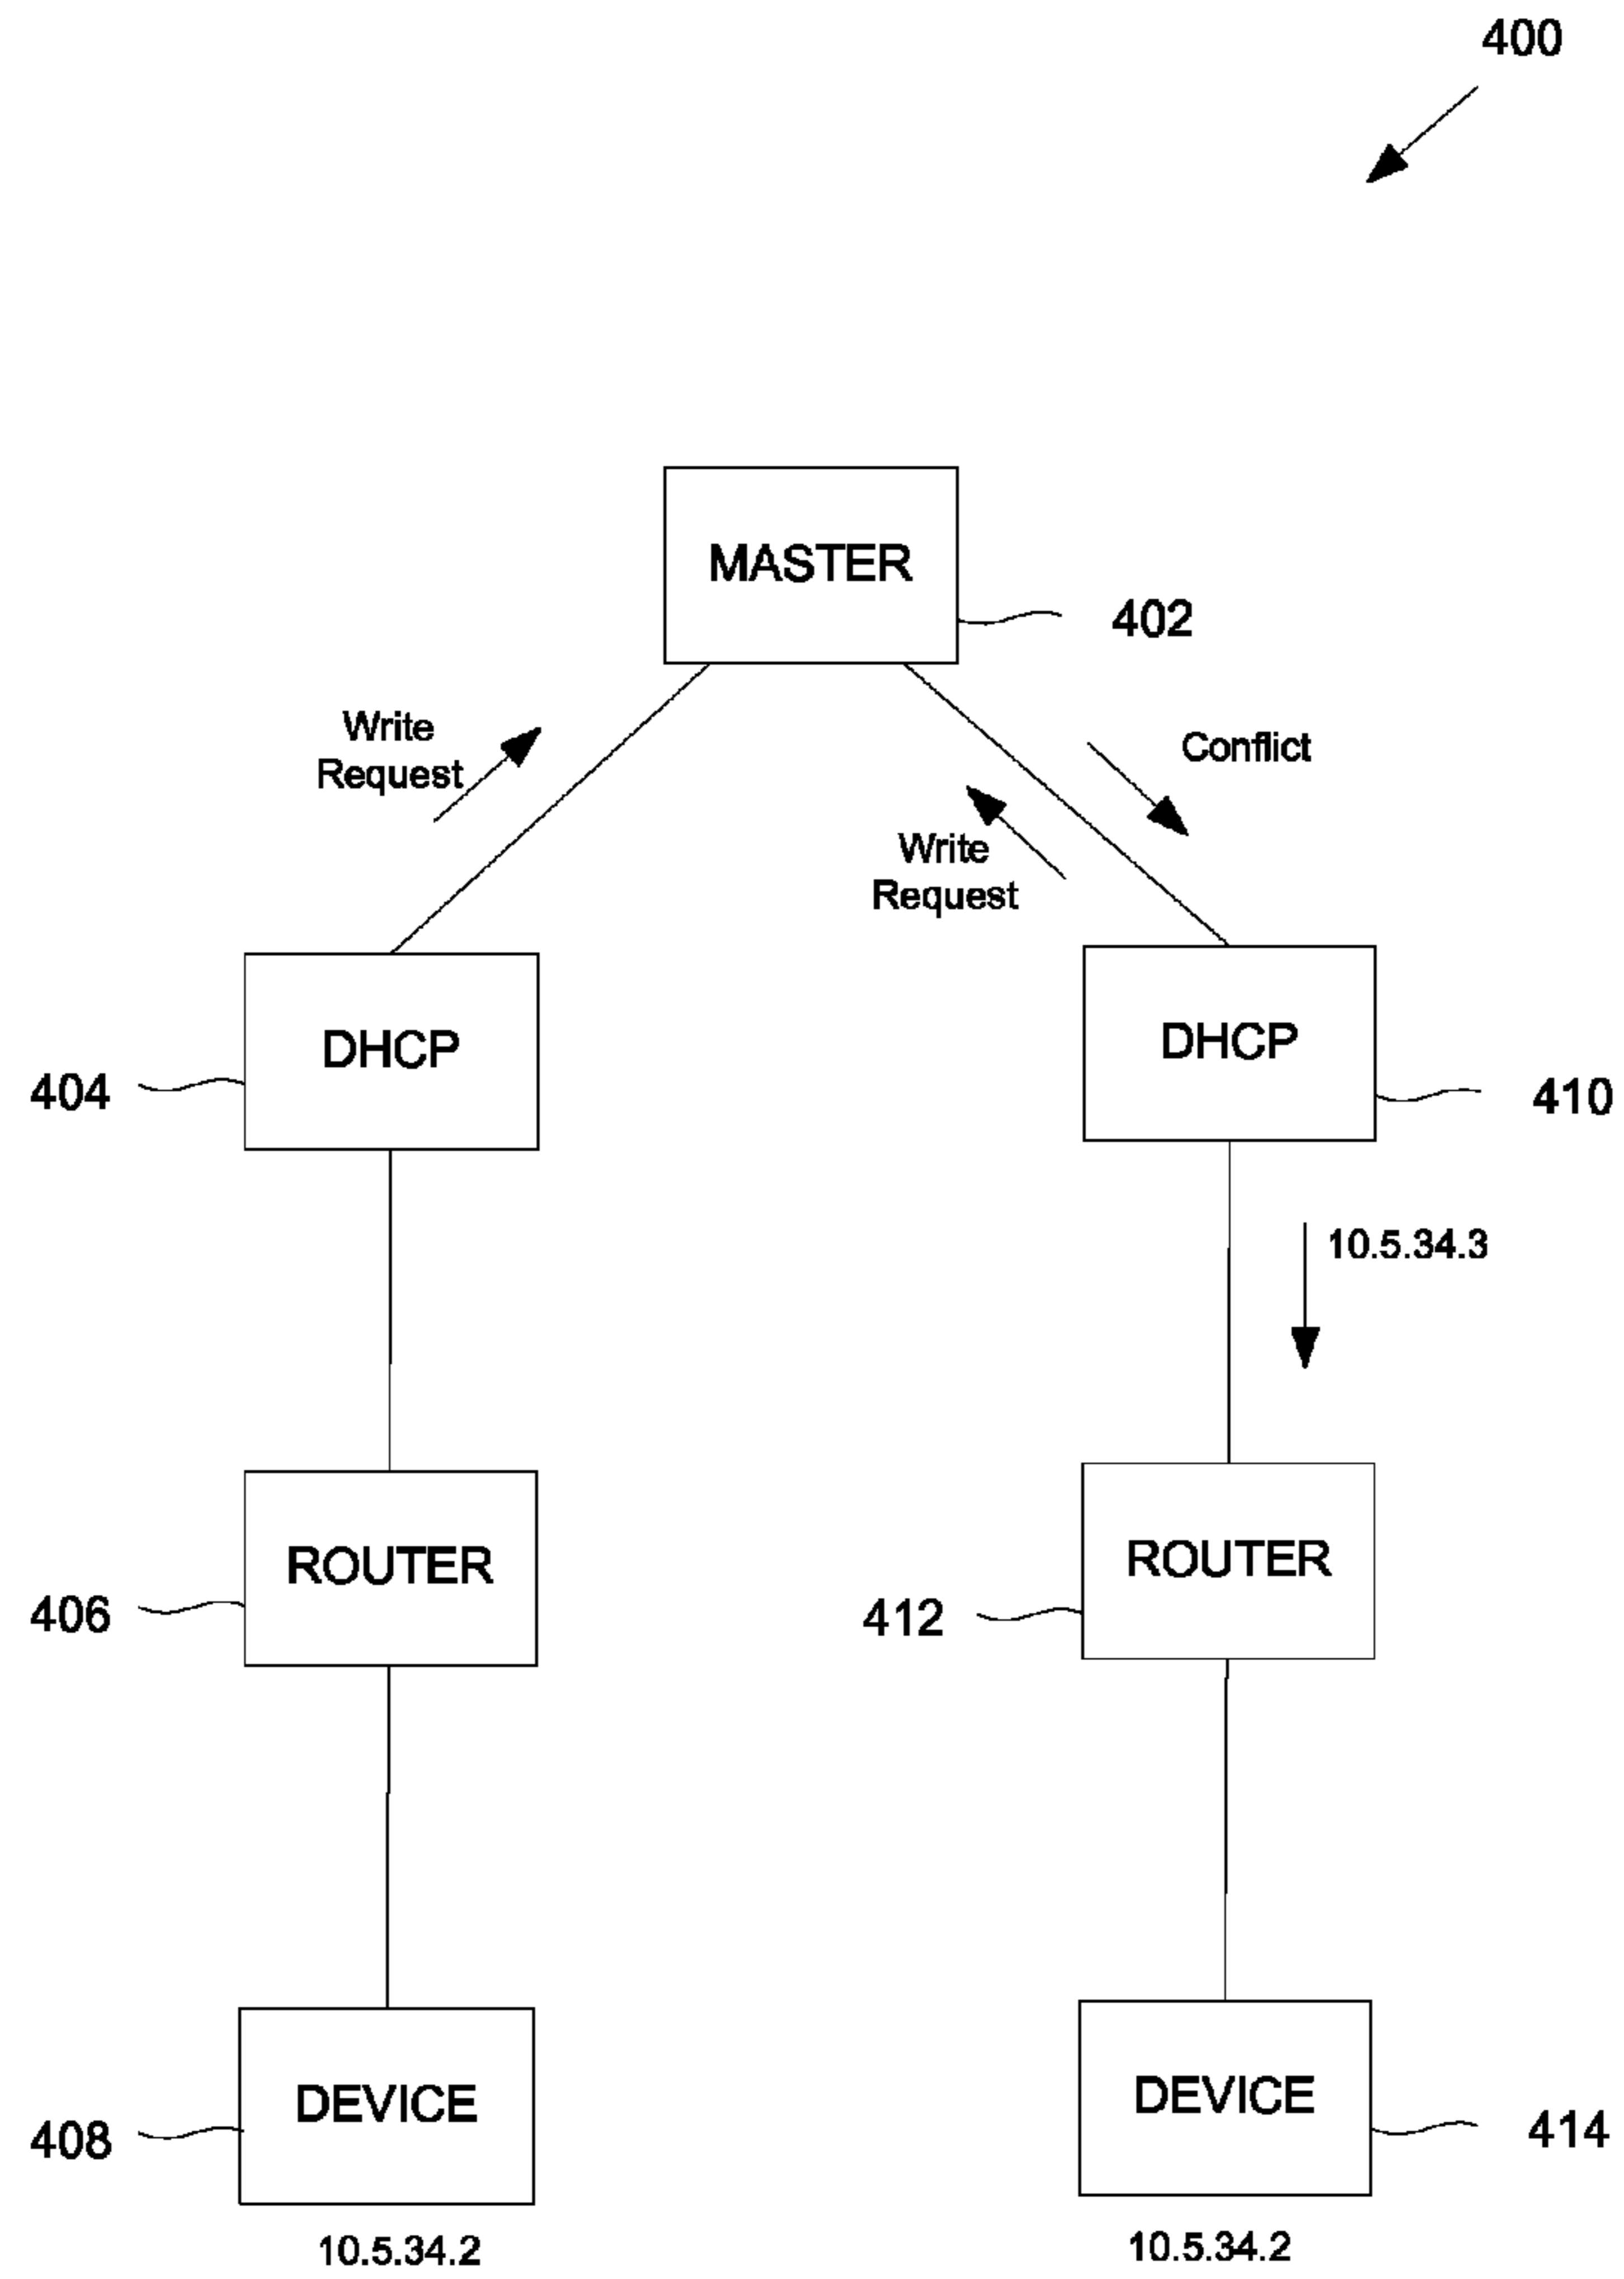 400
MASTER
402
Write
Request
Conflict
Write
Request
DHCP
404
DHCP
410
10.5.34.3
ROUTER
406
ROUTER
412
DEVICE
408
DEVICE
414
10.5.34.2
10.5.34.2